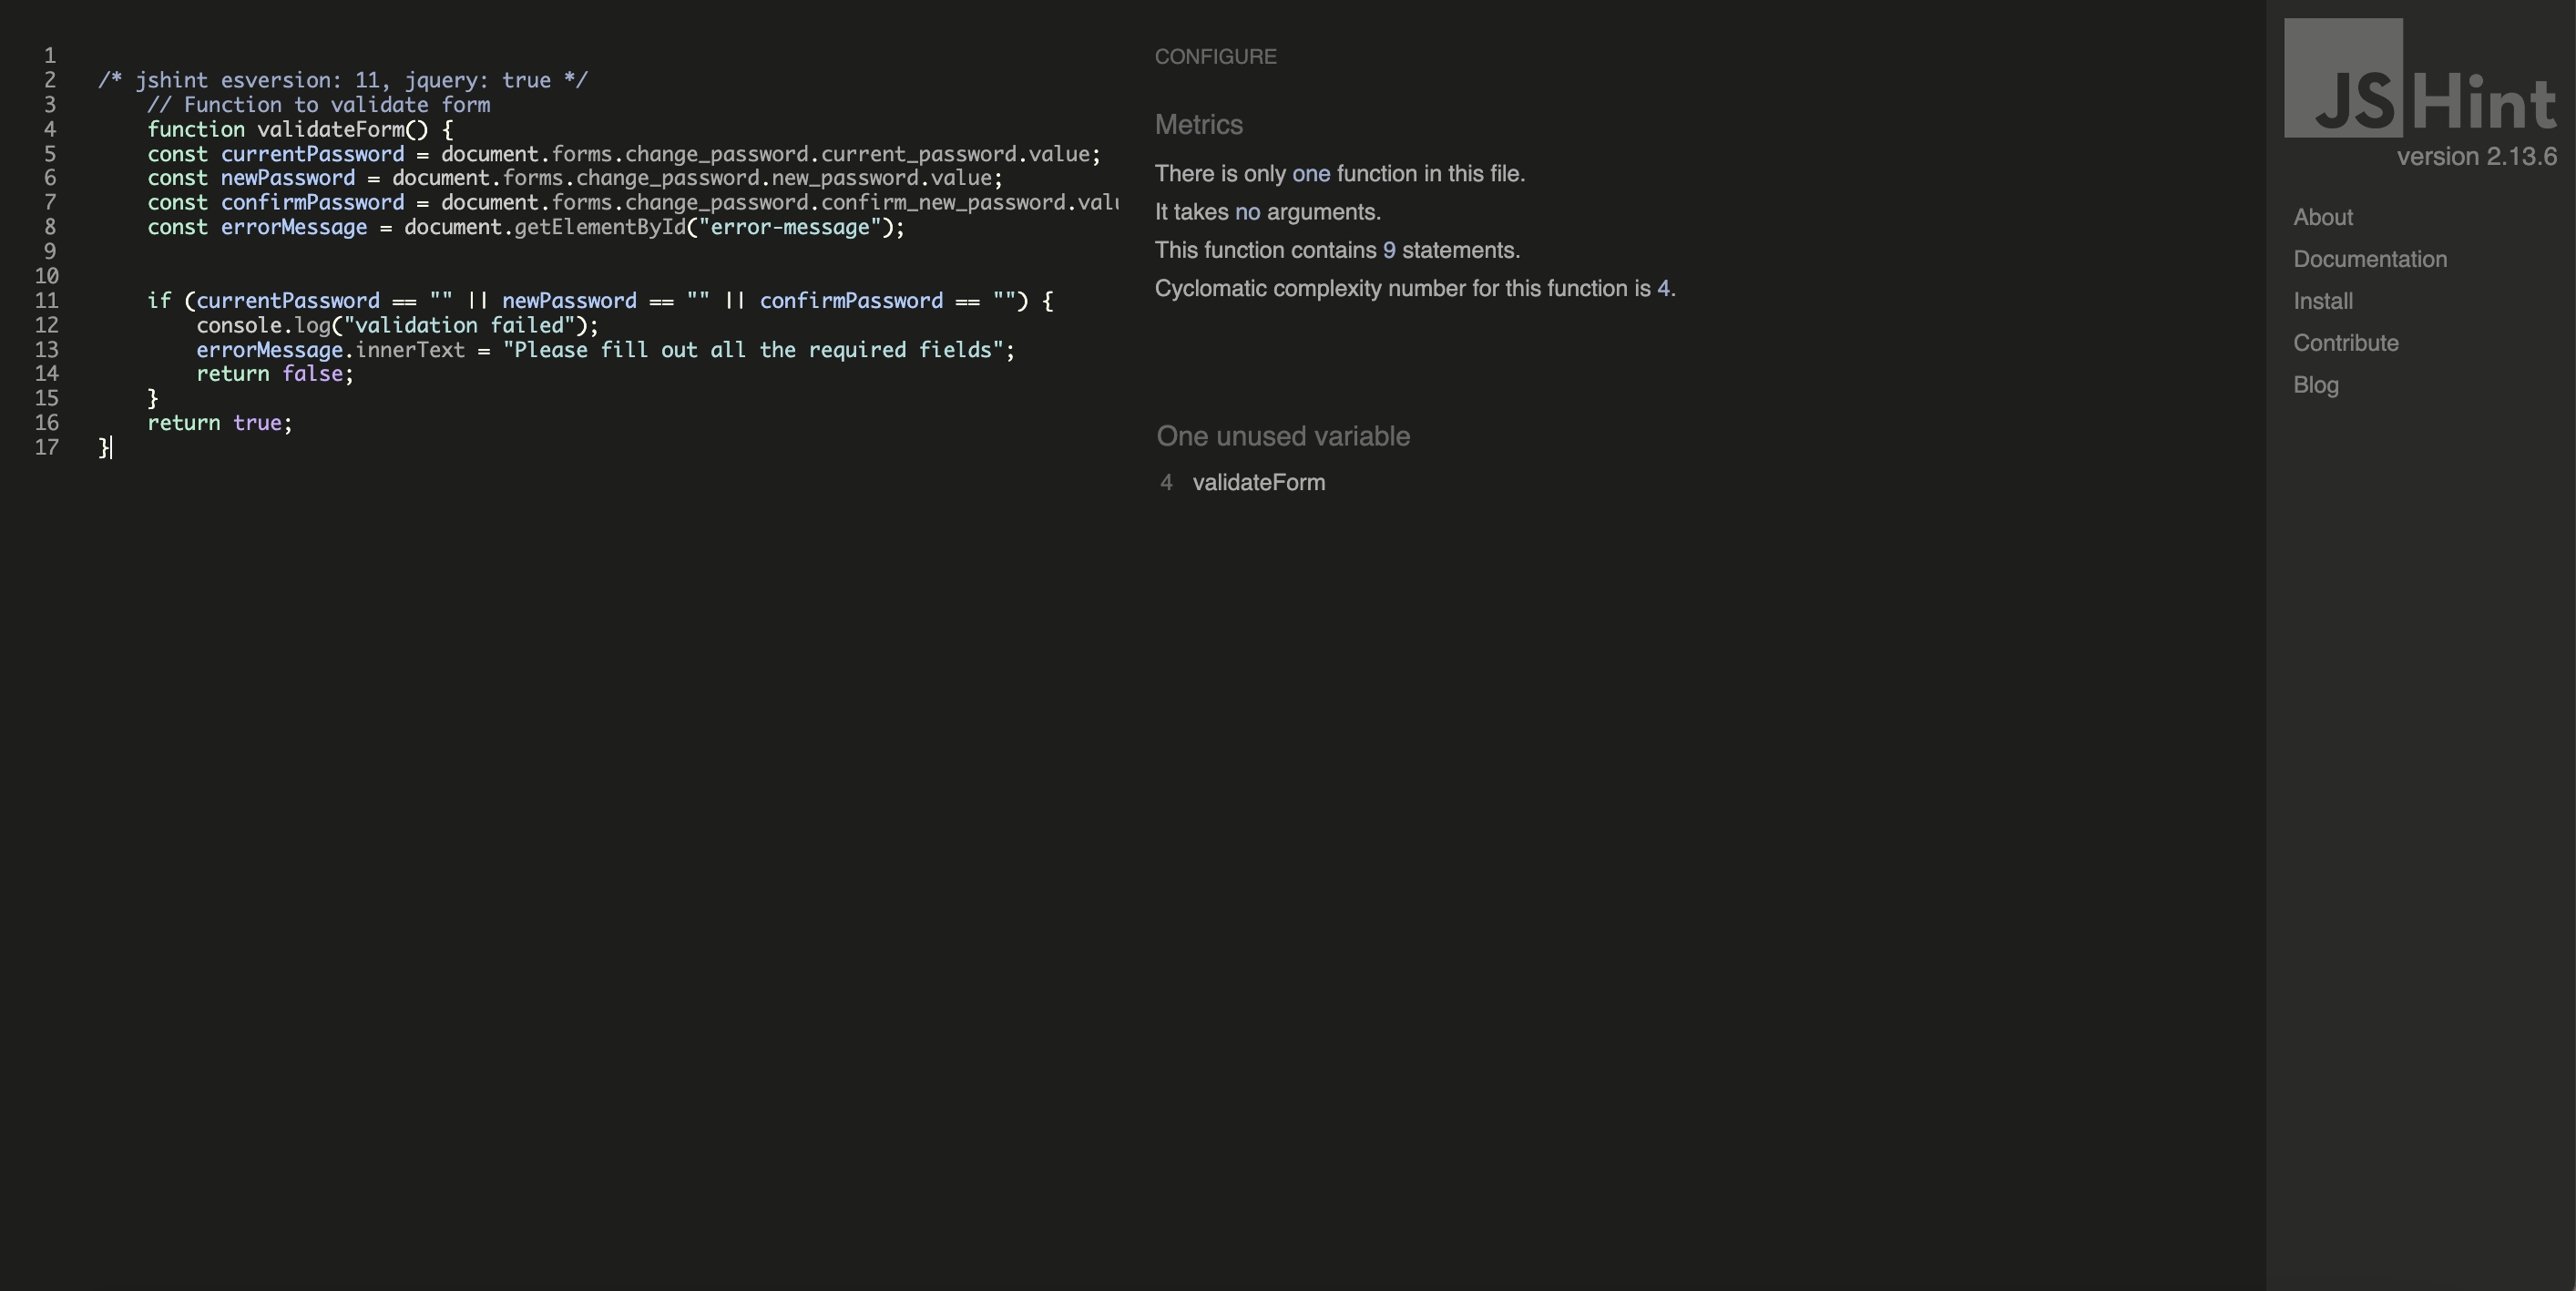 1
2 /* jshint esversion: 11, jquery: true */
3 // Function to validate form
4 function validateForm() {
5 const currentPassword = document.forms.change_password.current_password.value;
6 const newPassword = document.forms.change_password.new_password.value;
7 const confirmPassword = document.forms.change_password.confirm_new_password.valu
8 const errorMessage = document.getElementById("error-message");
9
10
11 if (currentPassword == "" || newPassword == "" || confirmPassword == "") {
12 console.log("validation failed");
13 errorMessage.innerText = "Please fill out all the required fields";
14 return false;
15 }
16 return true;
17 }
CONFIGURE
Metrics
There is only one function in this file.
It takes no arguments.
This function contains 9 statements.
Cyclomatic complexity number for this function is 4.
One unused variable
4 validateForm
JSHint
version 2.13.6
About
Documentation
Install
Contribute
Blog